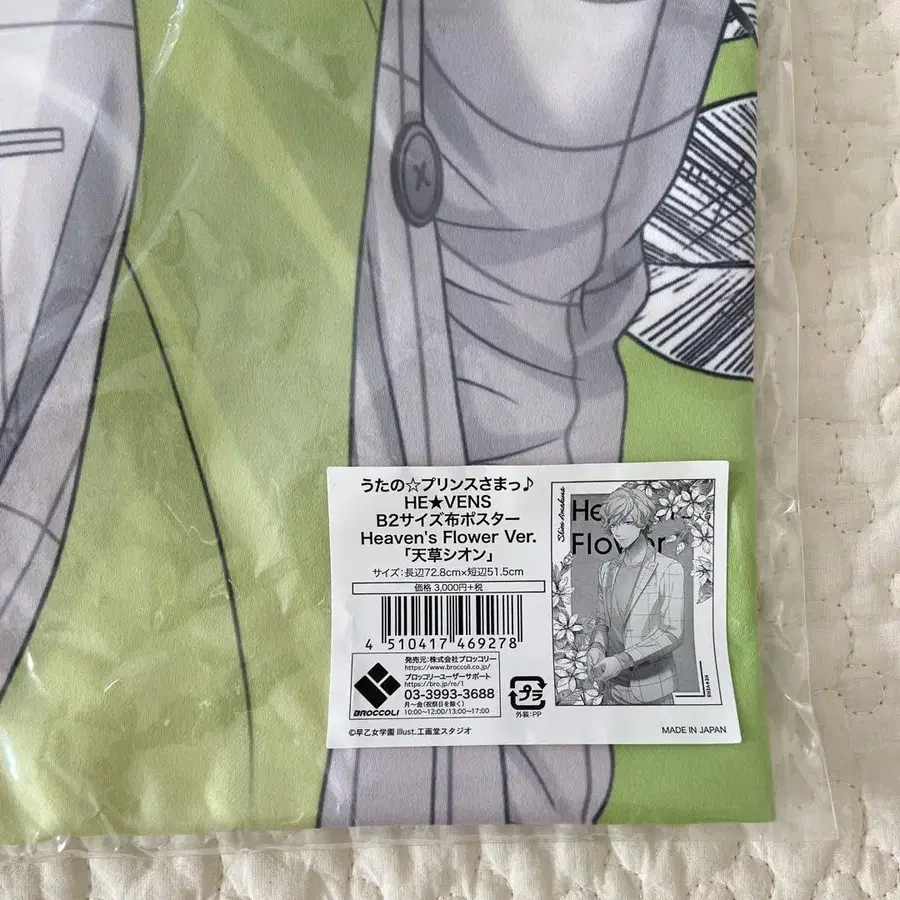 うたの☆プリンスさまっ♪
HE★VENS
B2サイズ布ポスター
Heaven's Flower Ver.
「天草シオン」
サイズ:長辺72.8cm×短辺51.5cm
価格 3,000円+税
4 510417 469278
BROCCOLI
発売元:株式会社ブロッコリー
https://www.broccoli.co.jp/
ブロッコリーユーザーサポート
https://bro.jp/re/1
03-3993-3688
月〜金(祝祭日を除く)
10:00〜12:00/13:00〜17:00
プラ
外装:PP
©早乙女学園 Illust.工画堂スタジオ
Shion Amakusa
Flower
MADE IN JAPAN